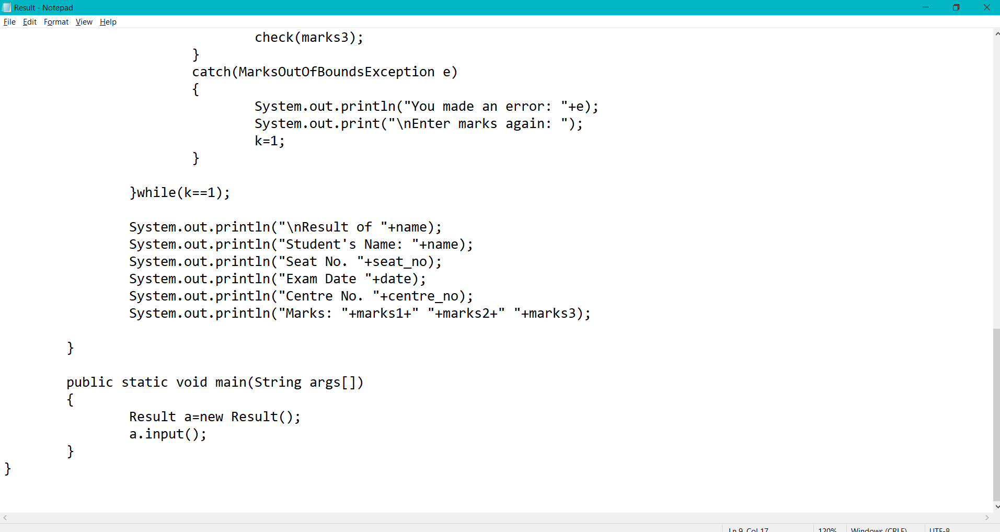 Result - Notepad
File Edit Format View Help
check(marks3);
}
catch(MarksOutOfBoundsException e)
{
System.out.println("You made an error: "+e);
System.out.print("\nEnter marks again: ");
k=1;
}
}while(k==1);
System.out.println("\nResult of "+name);
System.out.println("Student's Name: "+name);
System.out.println("Seat No. "+seat_no);
System.out.println("Exam Date "+date);
System.out.println("Centre No. "+centre_no);
System.out.println("Marks: "+marks1+" "+marks2+" "+marks3);
}
public static void main(String args[])
{
Result a=new Result();
a.input();
}
}
Ln 9, Col 17 120% Windows (CRLF) UTF-8